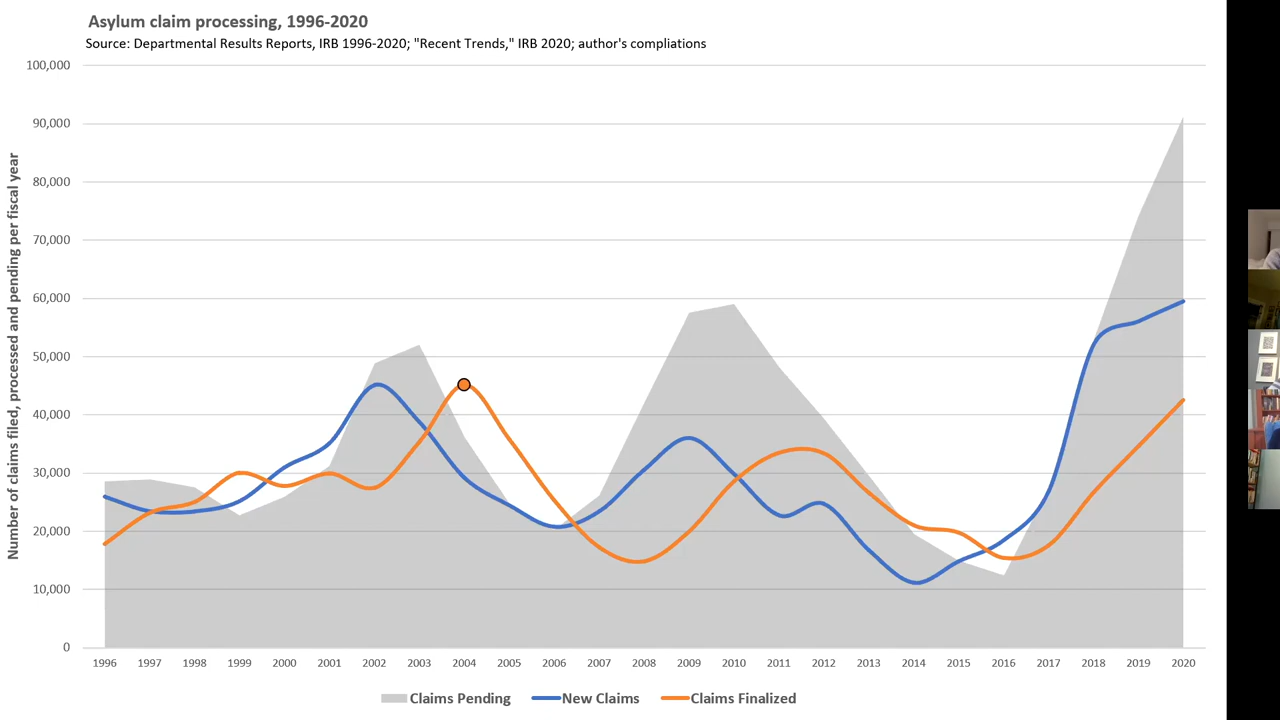 Asylum claim processing, 1996-2020
Source: Departmental Results Reports, IRB 1996-2020; "Recent Trends," IRB 2020; author's compliations
Number of claims filed, processed and pending per fiscal year
100,000
90,000
80,000
70,000
60,000
50,000
40,000
30,000
20,000
10,000
0
1996 1997 1998 1999 2000 2001 2002 2003 2004 2005 2006 2007 2008 2009 2010 2011 2012 2013 2014 2015 2016 2017 2018 2019 2020
Claims Pending New Claims Claims Finalized